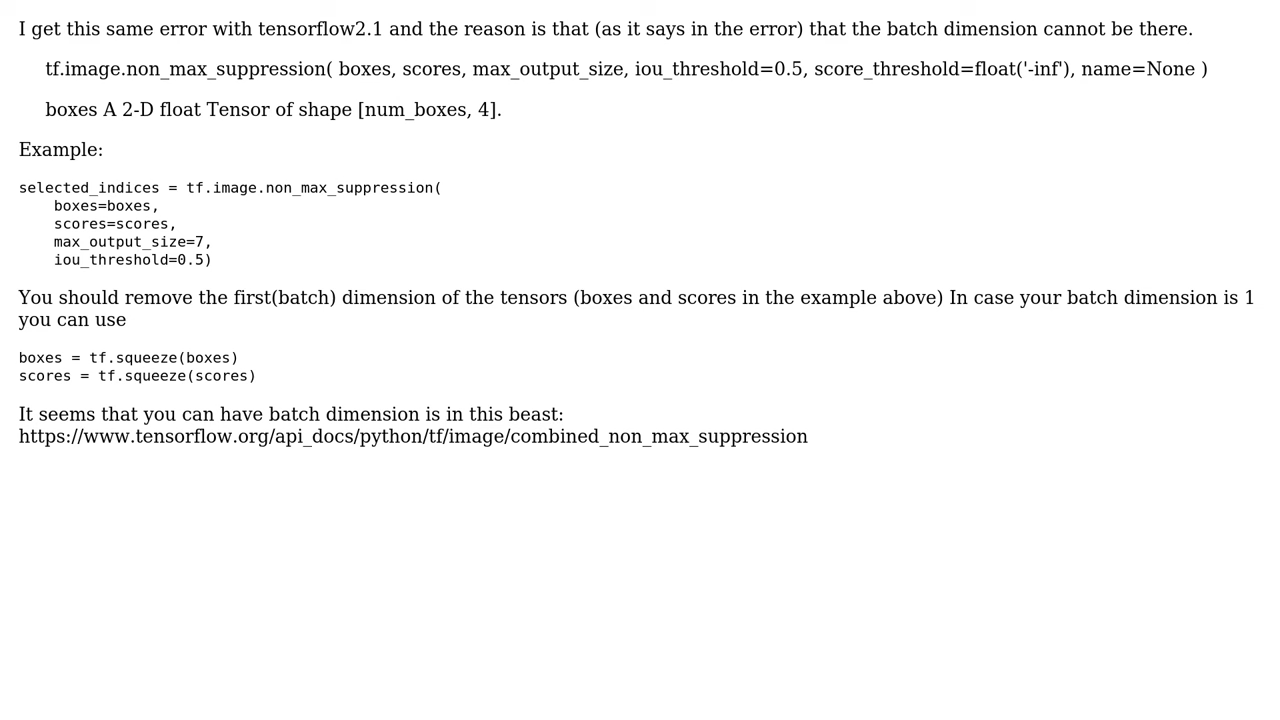 I get this same error with tensorflow2.1 and the reason is that (as it says in the error) that the batch dimension cannot be there.
tf.image.non_max_suppression( boxes, scores, max_output_size, iou_threshold=0.5, score_threshold=float('-inf'), name=None )
boxes A 2-D float Tensor of shape [num_boxes, 4].
Example:
selected_indices = tf.image.non_max_suppression(
    boxes=boxes,
    scores=scores,
    max_output_size=7,
    iou_threshold=0.5)
You should remove the first(batch) dimension of the tensors (boxes and scores in the example above) In case your batch dimension is 1
you can use
boxes = tf.squeeze(boxes)
scores = tf.squeeze(scores)
It seems that you can have batch dimension is in this beast:
https://www.tensorflow.org/api_docs/python/tf/image/combined_non_max_suppression